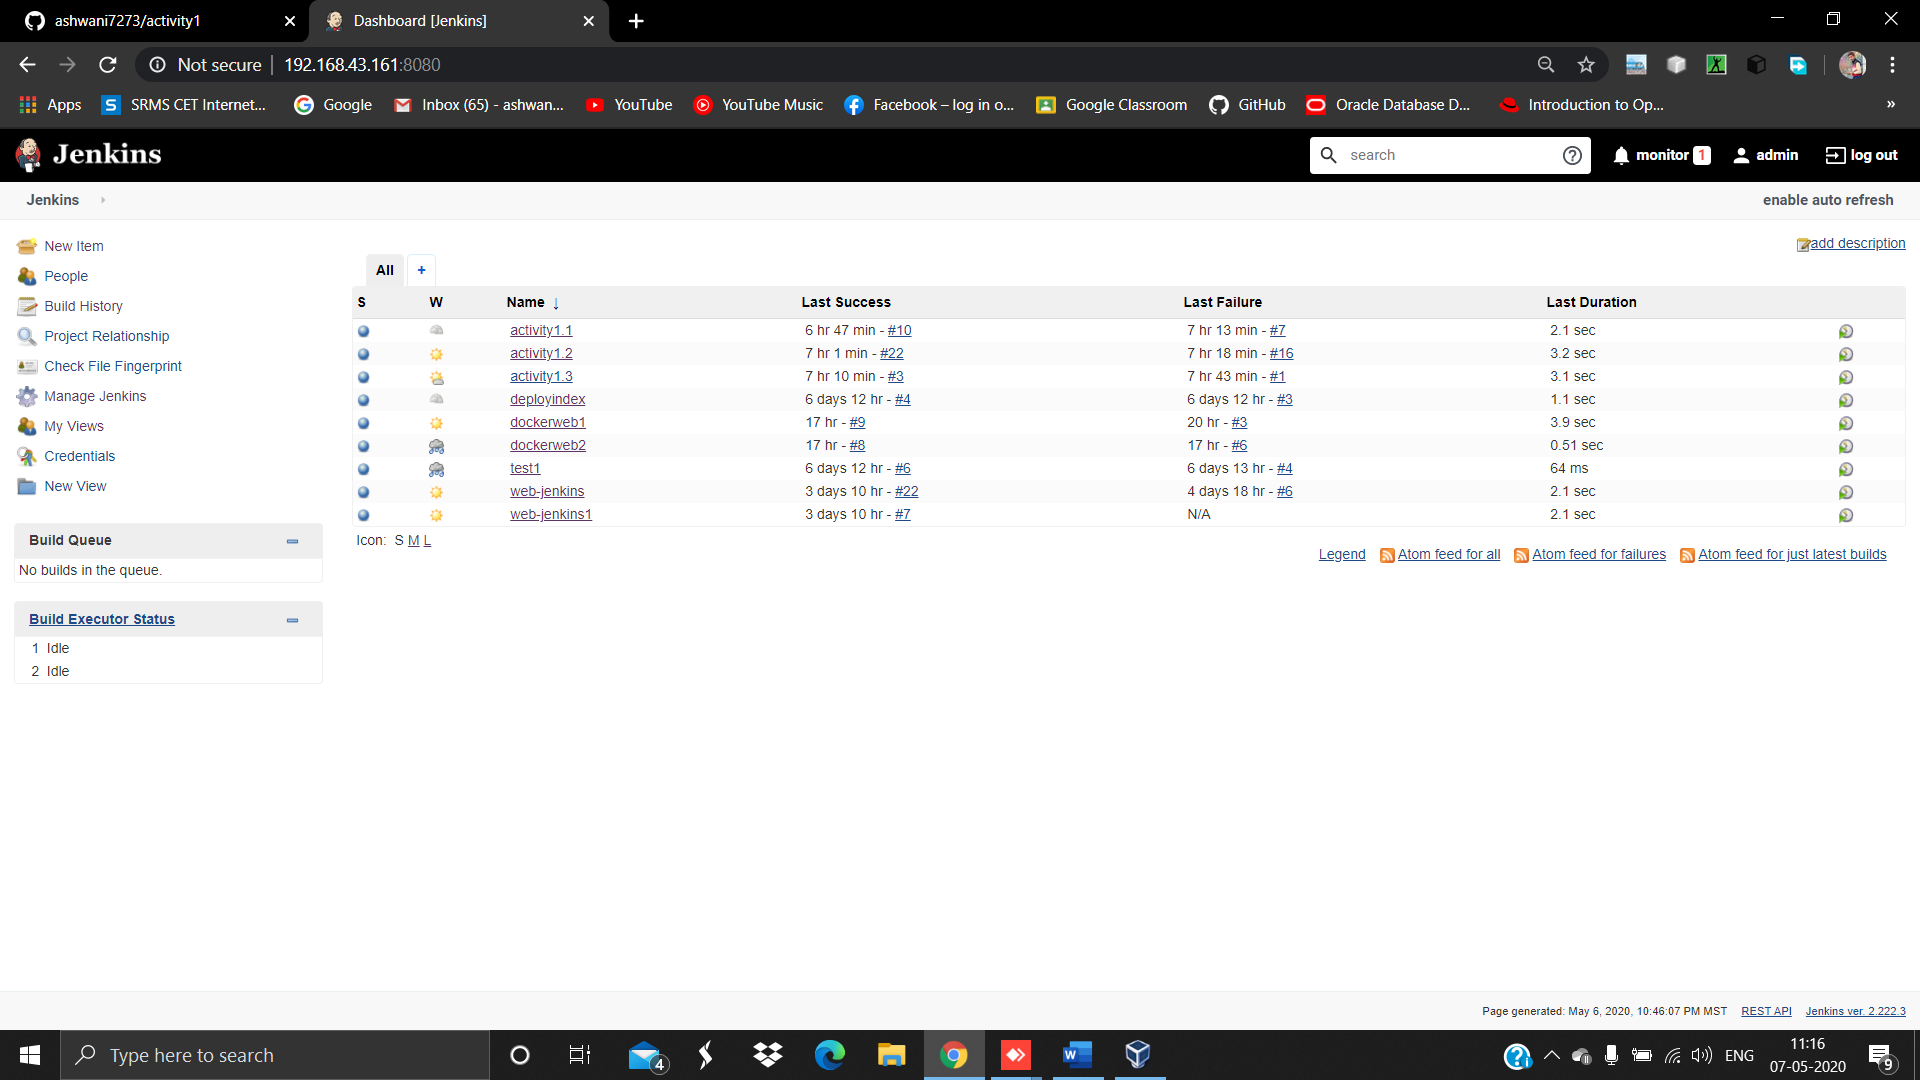 ashwani7273/activity1
Dashboard [Jenkins]
Not secure
192.168.43.161:8080
Apps
SRMS CET Internet...
Google
Inbox (65) - ashwan...
YouTube
YouTube Music
Facebook – log in o...
Google Classroom
GitHub
Oracle Database D...
Introduction to Op...
»
Jenkins
search
monitor 1
admin
log out
Jenkins
enable auto refresh
New Item
People
Build History
Project Relationship
Check File Fingerprint
Manage Jenkins
My Views
Credentials
New View
Build Queue
No builds in the queue.
Build Executor Status
1 Idle
2 Idle
add description
All +
S W Name ↓ Last Success Last Failure Last Duration
activity1.1 6 hr 47 min - #10 7 hr 13 min - #7 2.1 sec
activity1.2 7 hr 1 min - #22 7 hr 18 min - #16 3.2 sec
activity1.3 7 hr 10 min - #3 7 hr 43 min - #1 3.1 sec
deployindex 6 days 12 hr - #4 6 days 12 hr - #3 1.1 sec
dockerweb1 17 hr - #9 20 hr - #3 3.9 sec
dockerweb2 17 hr - #8 17 hr - #6 0.51 sec
test1 6 days 12 hr - #6 6 days 13 hr - #4 64 ms
web-jenkins 3 days 10 hr - #22 4 days 18 hr - #6 2.1 sec
web-jenkins1 3 days 10 hr - #7 N/A 2.1 sec
Icon: S M L
Legend Atom feed for all Atom feed for failures Atom feed for just latest builds
Page generated: May 6, 2020, 10:46:07 PM MST REST API Jenkins ver. 2.222.3
Type here to search
4
ENG
11:16
07-05-2020
9